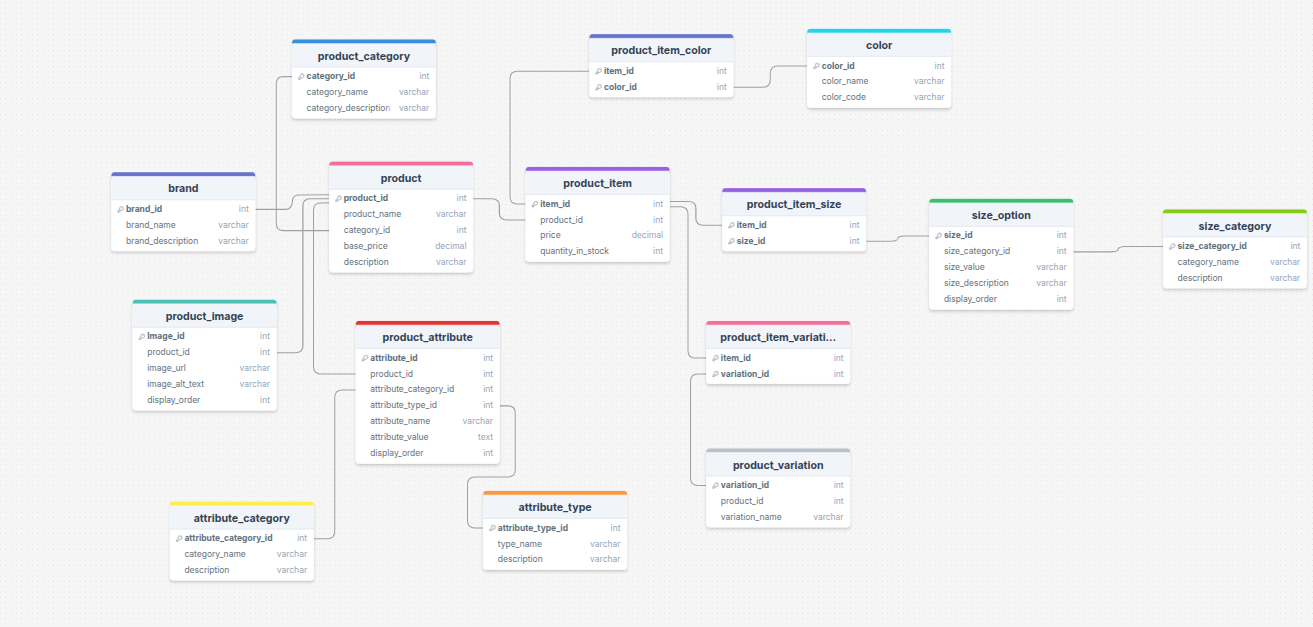 product_category
category_id int
category_name varchar
category_description varchar
product_item_color
item_id int
color_id int
color
color_id int
color_name varchar
color_code varchar
brand
brand_id int
brand_name varchar
brand_description varchar
product
product_id int
product_name varchar
category_id int
base_price decimal
description varchar
product_item
item_id int
product_id int
price decimal
quantity_in_stock int
product_item_size
item_id int
size_id int
size_option
size_id int
size_category_id int
size_value varchar
size_description varchar
display_order int
size_category
size_category_id int
category_name varchar
description varchar
product_image
Image_id int
product_id int
image_url varchar
image_alt_text varchar
display_order int
product_attribute
attribute_id int
product_id int
attribute_category_id int
attribute_type_id int
attribute_name varchar
attribute_value text
display_order int
product_item_variati...
item_id int
variation_id int
product_variation
variation_id int
product_id int
variation_name varchar
attribute_category
attribute_category_id int
category_name varchar
description varchar
attribute_type
attribute_type_id int
type_name varchar
description varchar